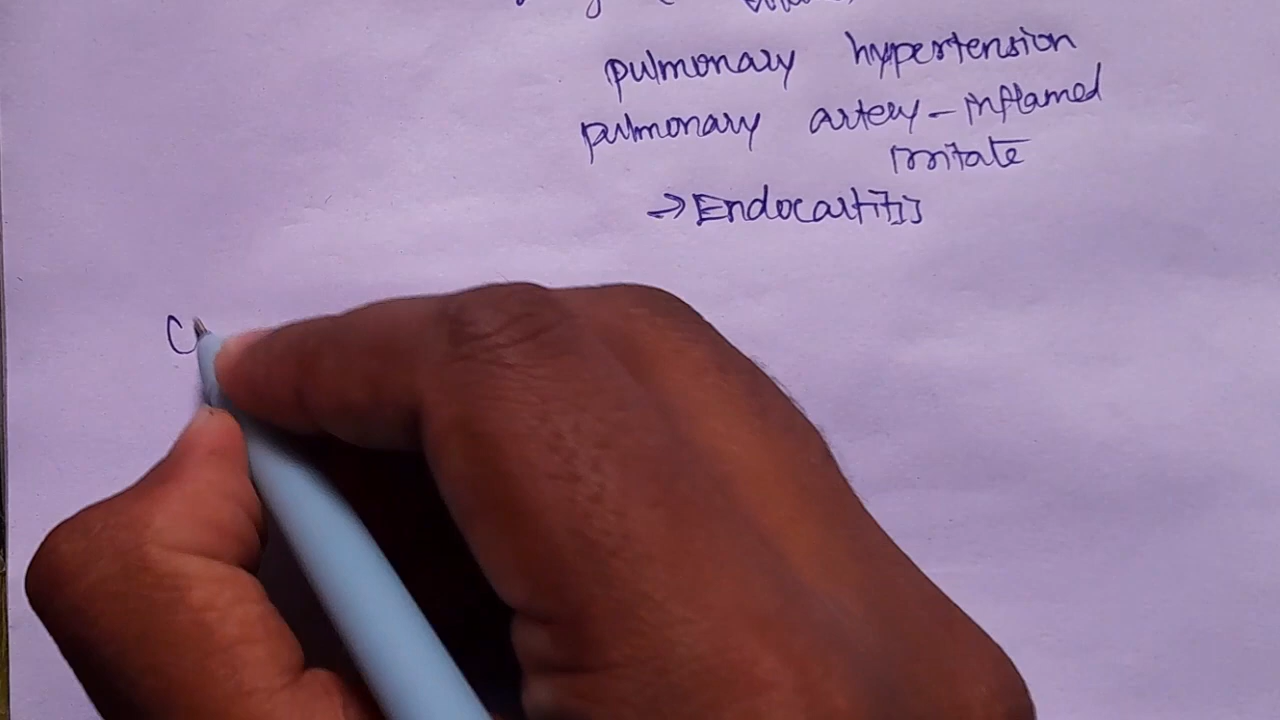 pulmonary hypertension
pulmonary artery - inflamed
irritate
→ Endocartitis
C